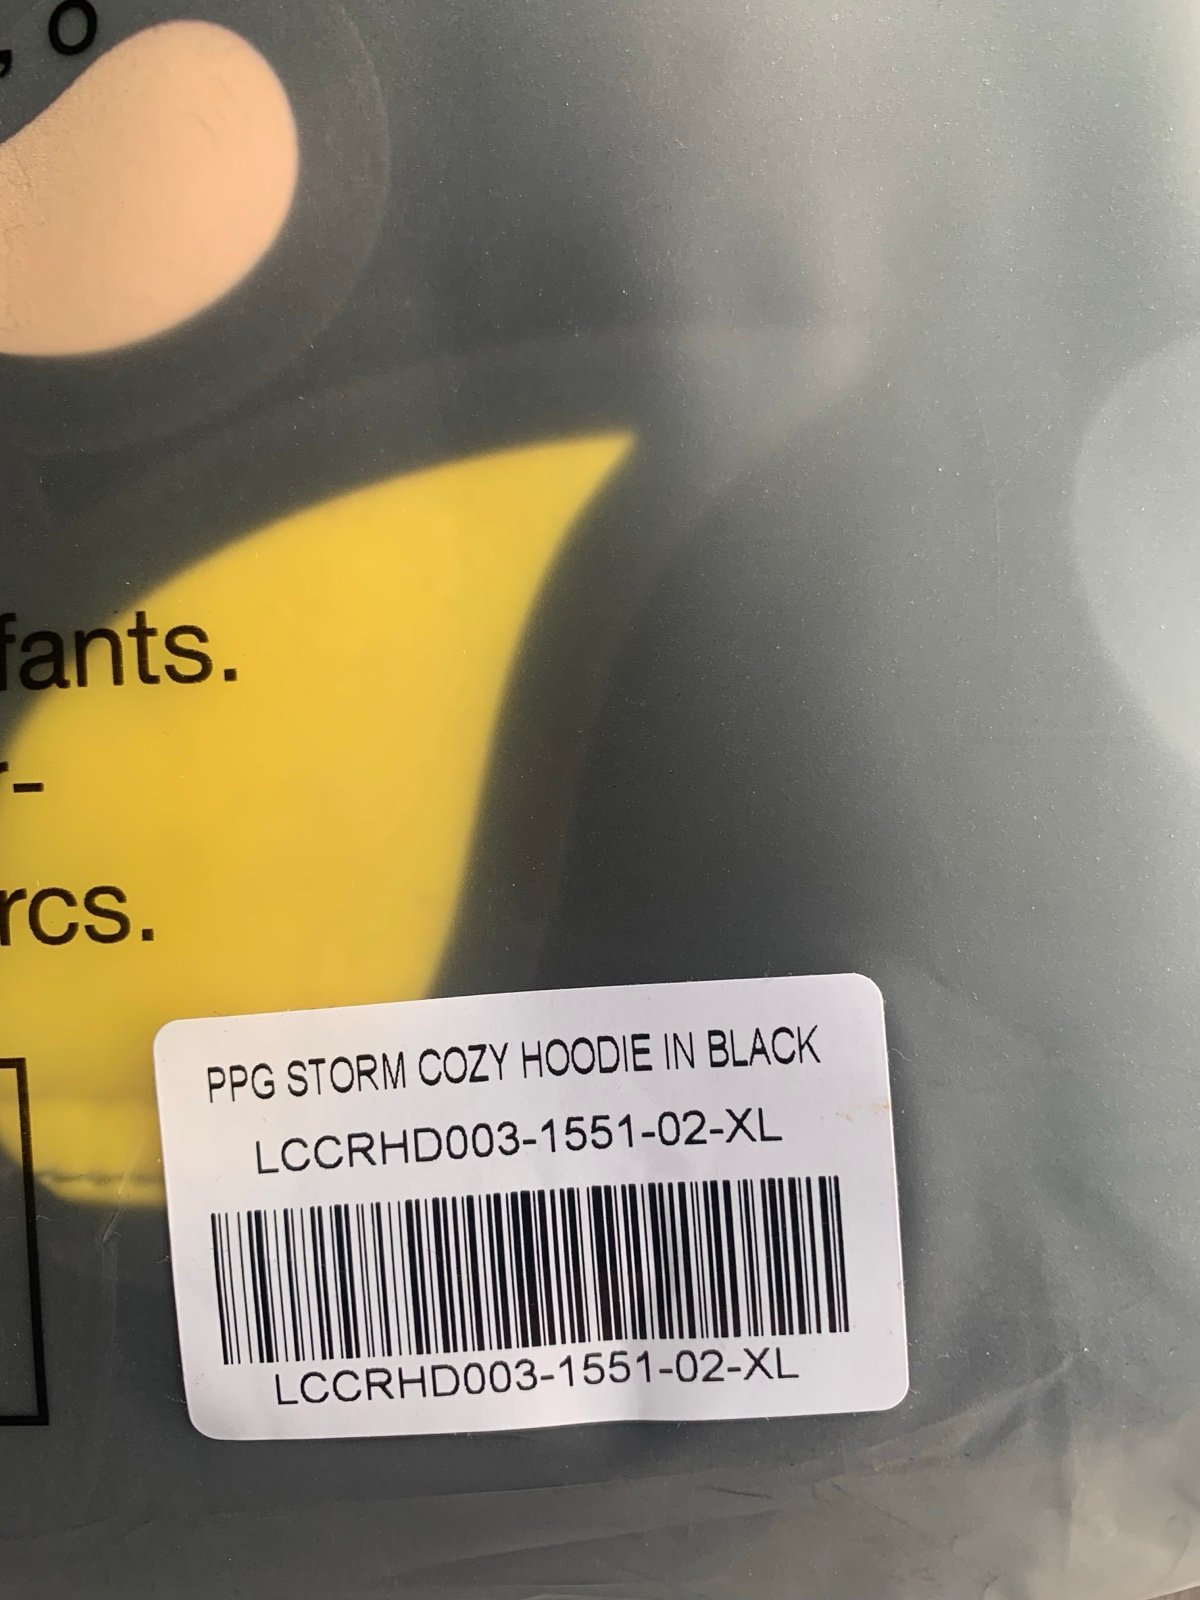 , o
fants.
r-
rcs.
PPG STORM COZY HOODIE IN BLACK
LCCRHD003-1551-02-XL
LCCRHD003-1551-02-XL